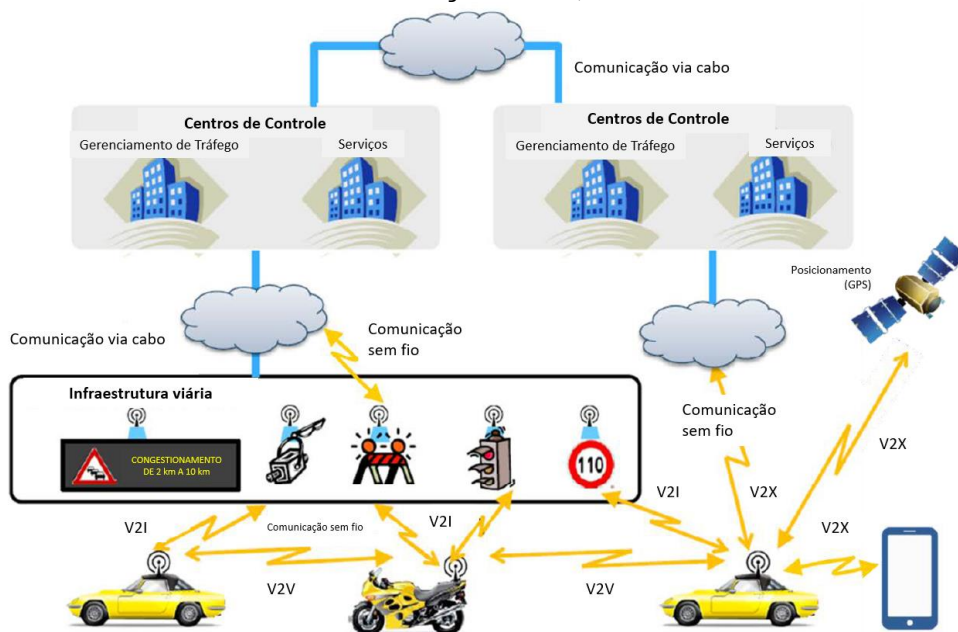 Comunicação via cabo
Centros de Controle
Gerenciamento de Tráfego
Serviços
Centros de Controle
Gerenciamento de Tráfego
Serviços
Posicionamento
(GPS)
Comunicação via cabo
Comunicação
sem fio
Infraestrutura viária
CONGESTIONAMENTO
DE 2 km A 10 km
110
Comunicação
sem fio
V2X
V2I
Comunicação sem fio
V2I
V2I
V2X
V2X
V2V
V2V